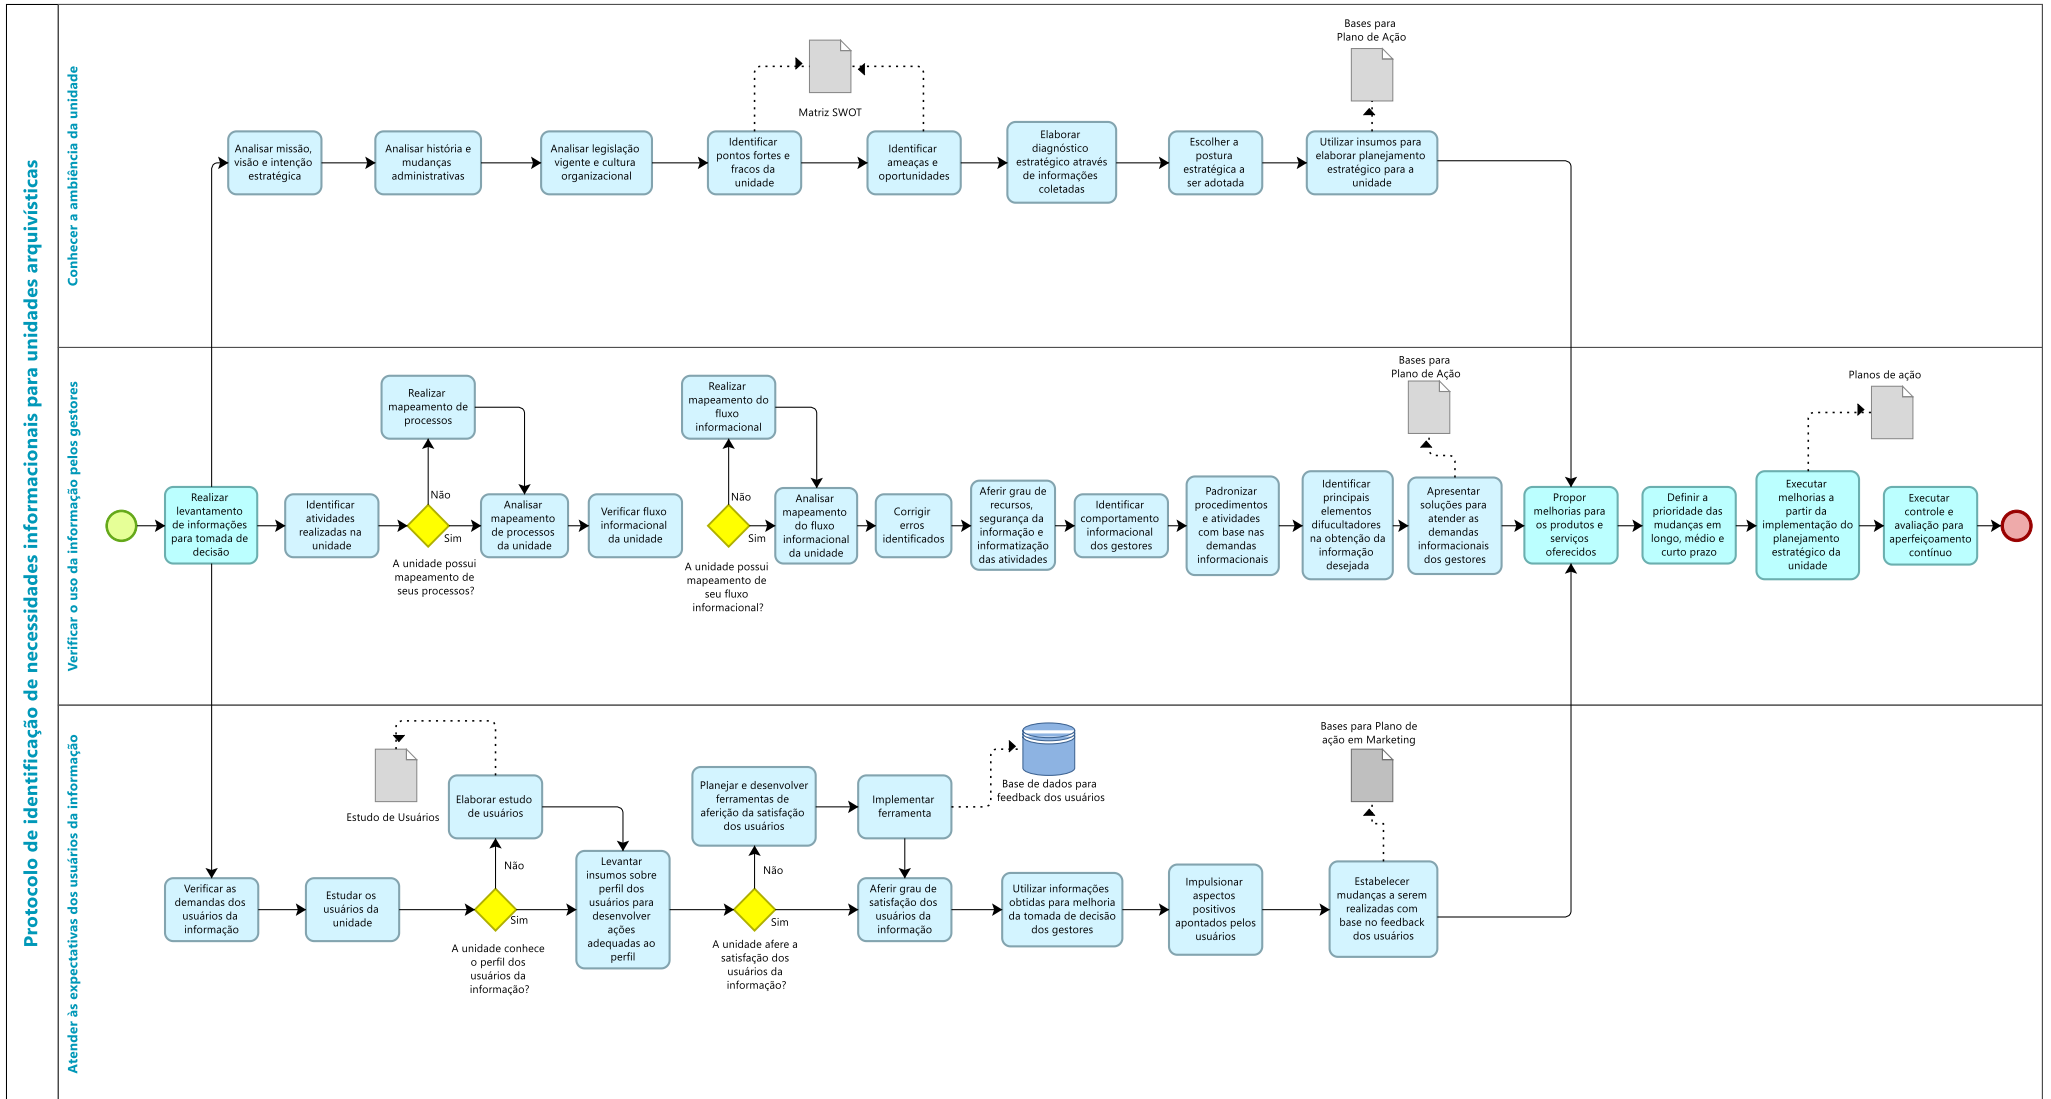 Protocolo de identificação de necessidades informacionais para unidades arquivísticas
Conhecer a ambiência da unidade
Bases para
Plano de Ação
Matriz SWOT
Analisar missão,
visão e intenção
estratégica
Analisar história e
mudanças
administrativas
Analisar legislação
vigente e cultura
organizacional
Identificar
pontos fortes e
fracos da
unidade
Identificar
ameaças e
oportunidades
Elaborar
diagnóstico
estratégico através
de informações
coletadas
Escolher a
postura
estratégica a
ser adotada
Utilizar insumos para
elaborar planejamento
estratégico para a
unidade
Verificar o uso da informação pelos gestores
Realizar
levantamento
de informações
para tomada de
decisão
Identificar
atividades
realizadas na
unidade
Realizar
mapeamento de
processos
Não
Sim
A unidade possui
mapeamento de
seus processos?
Analisar
mapeamento
de processos
da unidade
Verificar fluxo
informacional
da unidade
Realizar
mapeamento do
fluxo
informacional
Não
Sim
A unidade possui
mapeamento de
seu fluxo
informacional?
Analisar
mapeamento
do fluxo
informacional
da unidade
Corrigir
erros
identificados
Aferir grau de
recursos,
segurança da
informação e
informatização
das atividades
Identificar
comportamento
informacional
dos gestores
Padronizar
procedimentos
e atividades
com base nas
demandas
informacionais
Identificar
principais
elementos
difucultadores
na obtenção da
informação
desejada
Bases para
Plano de Ação
Apresentar
soluções para
atender as
demandas
informacionais
dos gestores
Propor
melhorias para
os produtos e
serviços
oferecidos
Definir a
prioridade das
mudanças em
longo, médio e
curto prazo
Planos de ação
Executar
melhorias a
partir da
implementação do
planejamento
estratégico da
unidade
Executar
controle e
avaliação para
aperfeiçoamento
contínuo
Atender às expectativas dos usuários da informação
Verificar as
demandas dos
usuários da
informação
Estudar os
usuários da
unidade
Estudo de Usuários
Elaborar estudo
de usuários
Não
Sim
A unidade conhece
o perfil dos
usuários da
informação?
Levantar
insumos sobre
perfil dos
usuários para
desenvolver
ações
adequadas ao
perfil
Planejar e desenvolver
ferramentas de
aferição da satisfação
dos usuários
Não
Sim
A unidade afere a
satisfação dos
usuários da
informação?
Implementar
ferramenta
Base de dados para
feedback dos usuários
Aferir grau de
satisfação dos
usuários da
informação
Utilizar informações
obtidas para melhoria
da tomada de decisão
dos gestores
Impulsionar
aspectos
positivos
apontados pelos
usuários
Bases para Plano de
ação em Marketing
Estabelecer
mudanças a serem
realizadas com
base no feedback
dos usuários